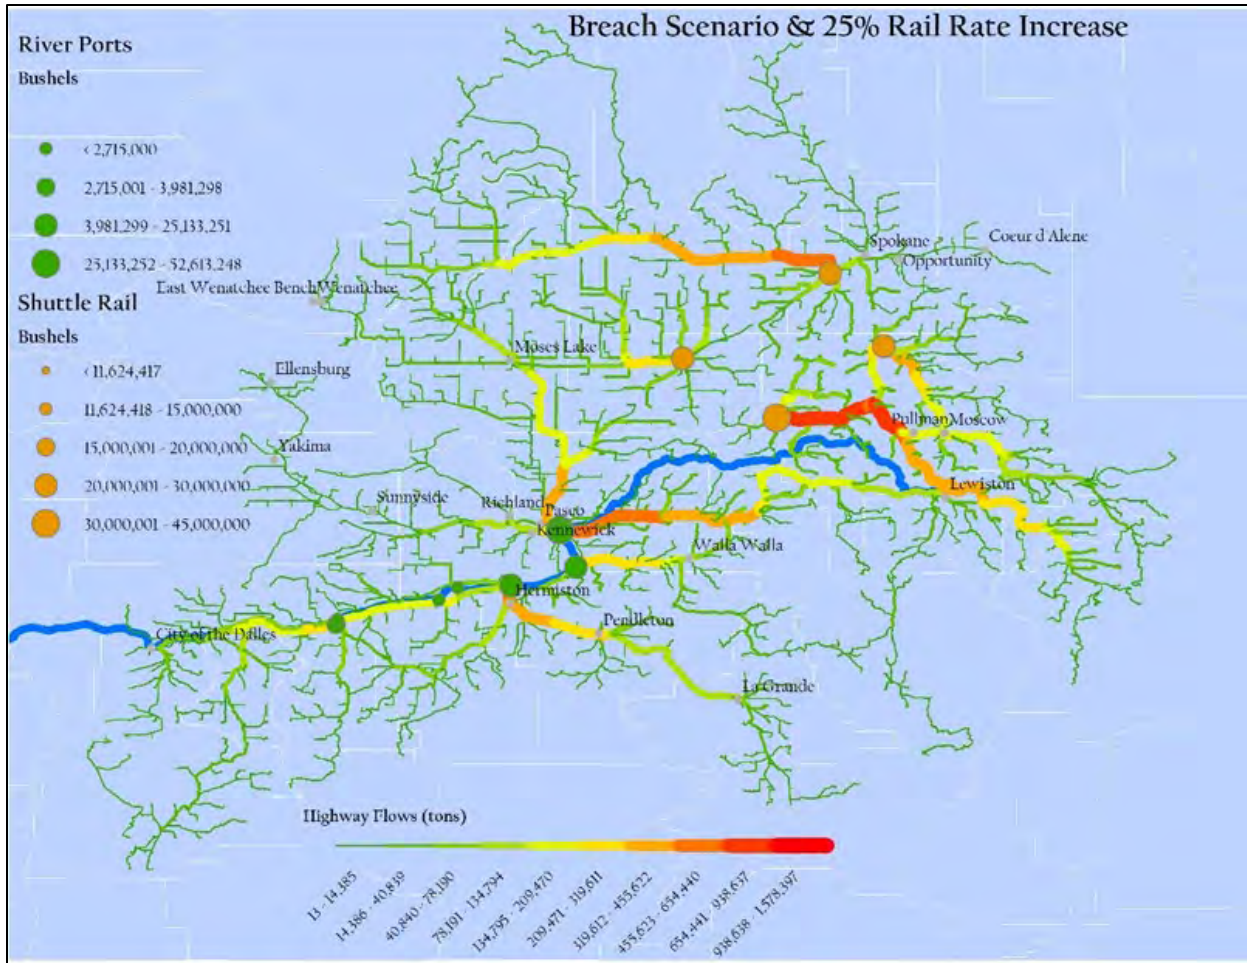 Breach Scenario & 25% Rail Rate Increase
River Ports
Bushels
< 2,715,000
2,715,001 - 3,981,298
3,981,299 - 25,133,251
25,133,252 - 52,613,248
Shuttle Rail
Bushels
< 11,624,417
11,624,418 - 15,000,000
15,000,001 - 20,000,000
20,000,001 - 30,000,000
30,000,001 - 45,000,000
Spokane
Coeur d Alene
Opportunity
East Wenatchee Bench
Wenatchee
Moses Lake
Ellensburg
Pullman
Moscow
Yakima
Lewiston
Sunnyside
Richland
Pasco
Kennewick
Walla Walla
Hermiston
Pendleton
City of the Dalles
La Grande
Highway Flows (tons)
13 - 14,385
14,386 - 40,839
40,840 - 78,190
78,191 - 134,794
134,795 - 209,470
209,471 - 319,611
319,612 - 455,622
455,623 - 654,440
654,441 - 938,637
938,638 - 1,578,397